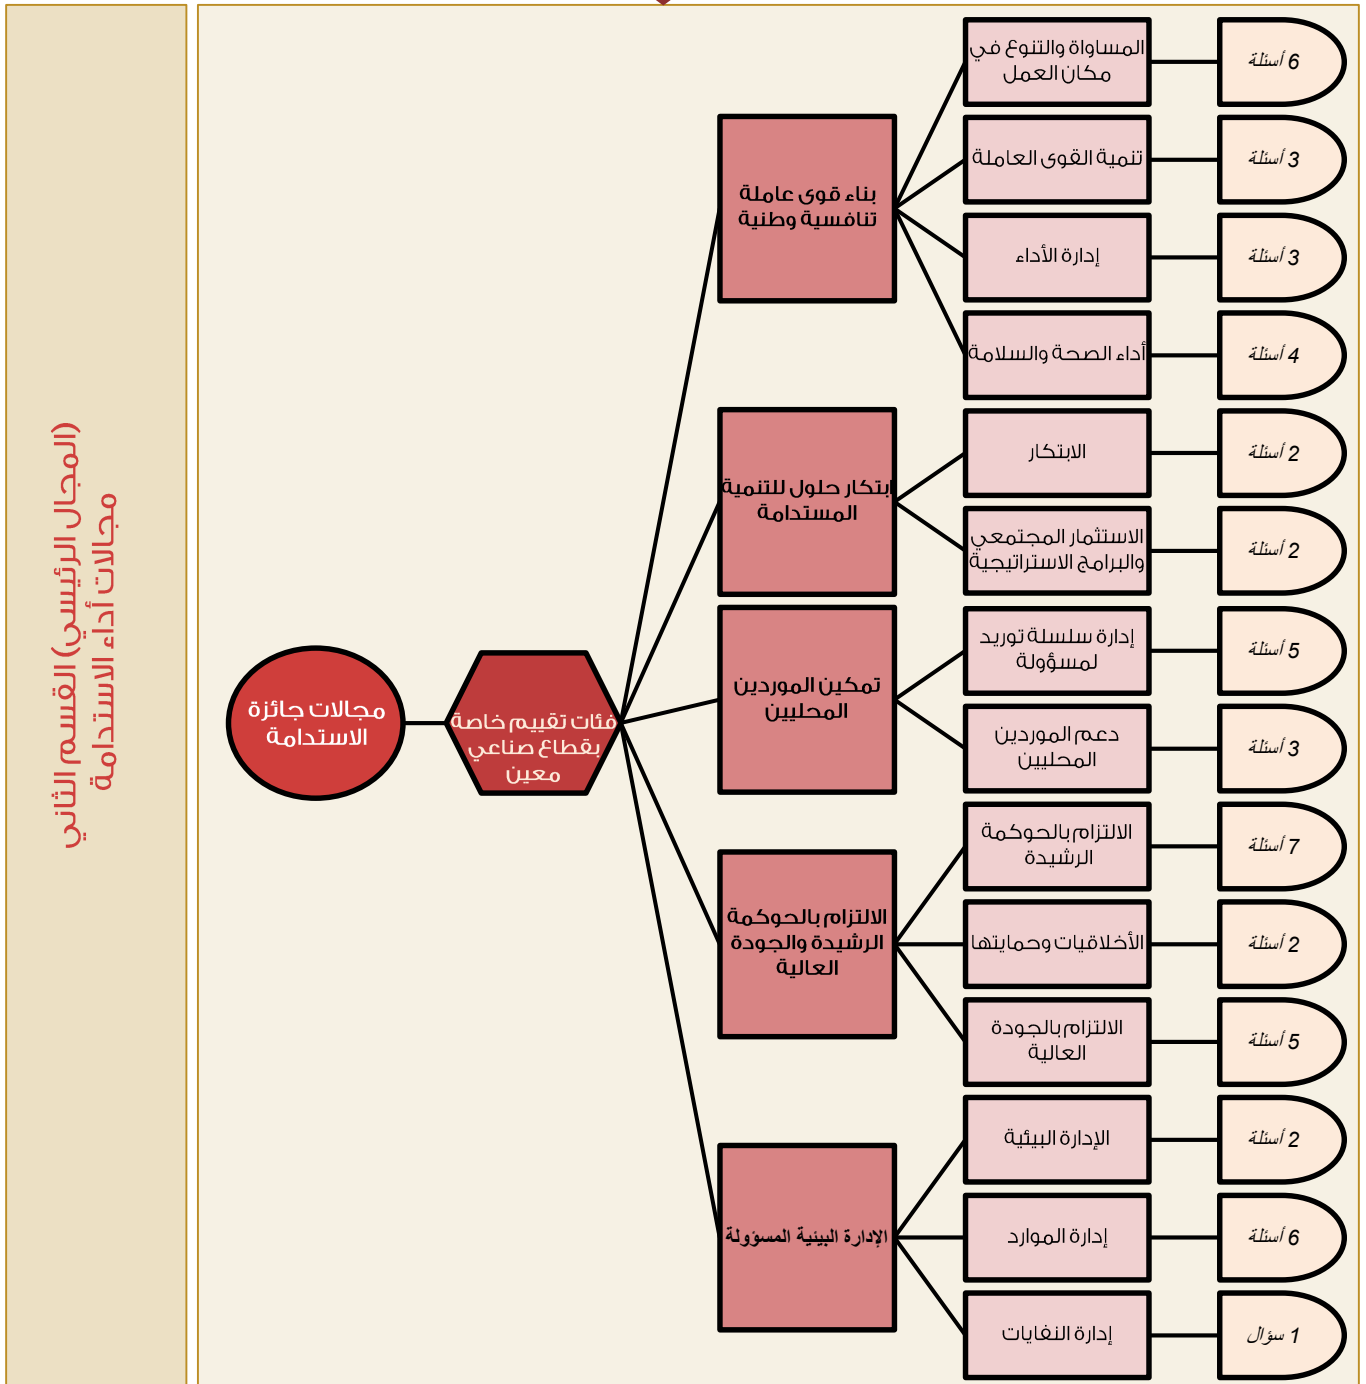 (المجال الرئيسي) القسم الثاني
مجالات أداء الاستدامة
مجالات جائزة
الاستدامة
فئات تقييم خاصة
بقطاع صناعي
معين
بناء قوى عاملة
تنافسية وطنية
المساواة والتنوع في
مكان العمل
6 أسئلة
تنمية القوى العاملة
3 أسئلة
إدارة الأداء
3 أسئلة
أداء الصحة والسلامة
4 أسئلة
ابتكار حلول للتنمية
المستدامة
الابتكار
2 أسئلة
الاستثمار المجتمعي
والبرامج الاستراتيجية
2 أسئلة
تمكين الموردين
المحليين
إدارة سلسلة توريد
لمسؤولة
5 أسئلة
دعم الموردين
المحليين
3 أسئلة
الالتزام بالحوكمة
الرشيدة والجودة
العالية
الالتزام بالحوكمة
الرشيدة
7 أسئلة
الأخلاقيات وحمايتها
2 أسئلة
الالتزام بالجودة
العالية
5 أسئلة
الإدارة البيئية المسؤولة
الإدارة البيئية
2 أسئلة
إدارة الموارد
6 أسئلة
إدارة النفايات
1 سؤال